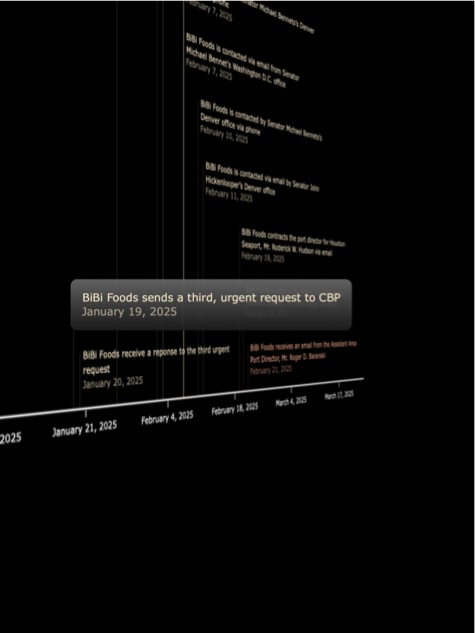 phone
Senator Michael Bennets's Denver
February 7, 2025
BiBi Foods is contacted via email from Senator
Michael Bennet's Washington D.C. office
February 7, 2025
BiBi Foods is contacted by Senator Michael Bennets's
Denver office via phone
February 10, 2025
BiBi Foods is contacted via email by Senator John
Hickenlooper's Denver office
February 11, 2025
BiBi Foods contracts the port director for Houston
Seaport, Mr. Roderick W. Hudson via email
February 19, 2025
BiBi Foods sends a third, urgent request to CBP
January 19, 2025
BiBi Foods receive a reponse to the third urgent
request
January 20, 2025
BiBi Foods receives an email from the Assistant Area
Port Director, Mr. Roger D.
February 21, 2025
2025
January 21, 2025
February 4, 2025
February 18, 2025
March 4, 2025
March 17, 2025